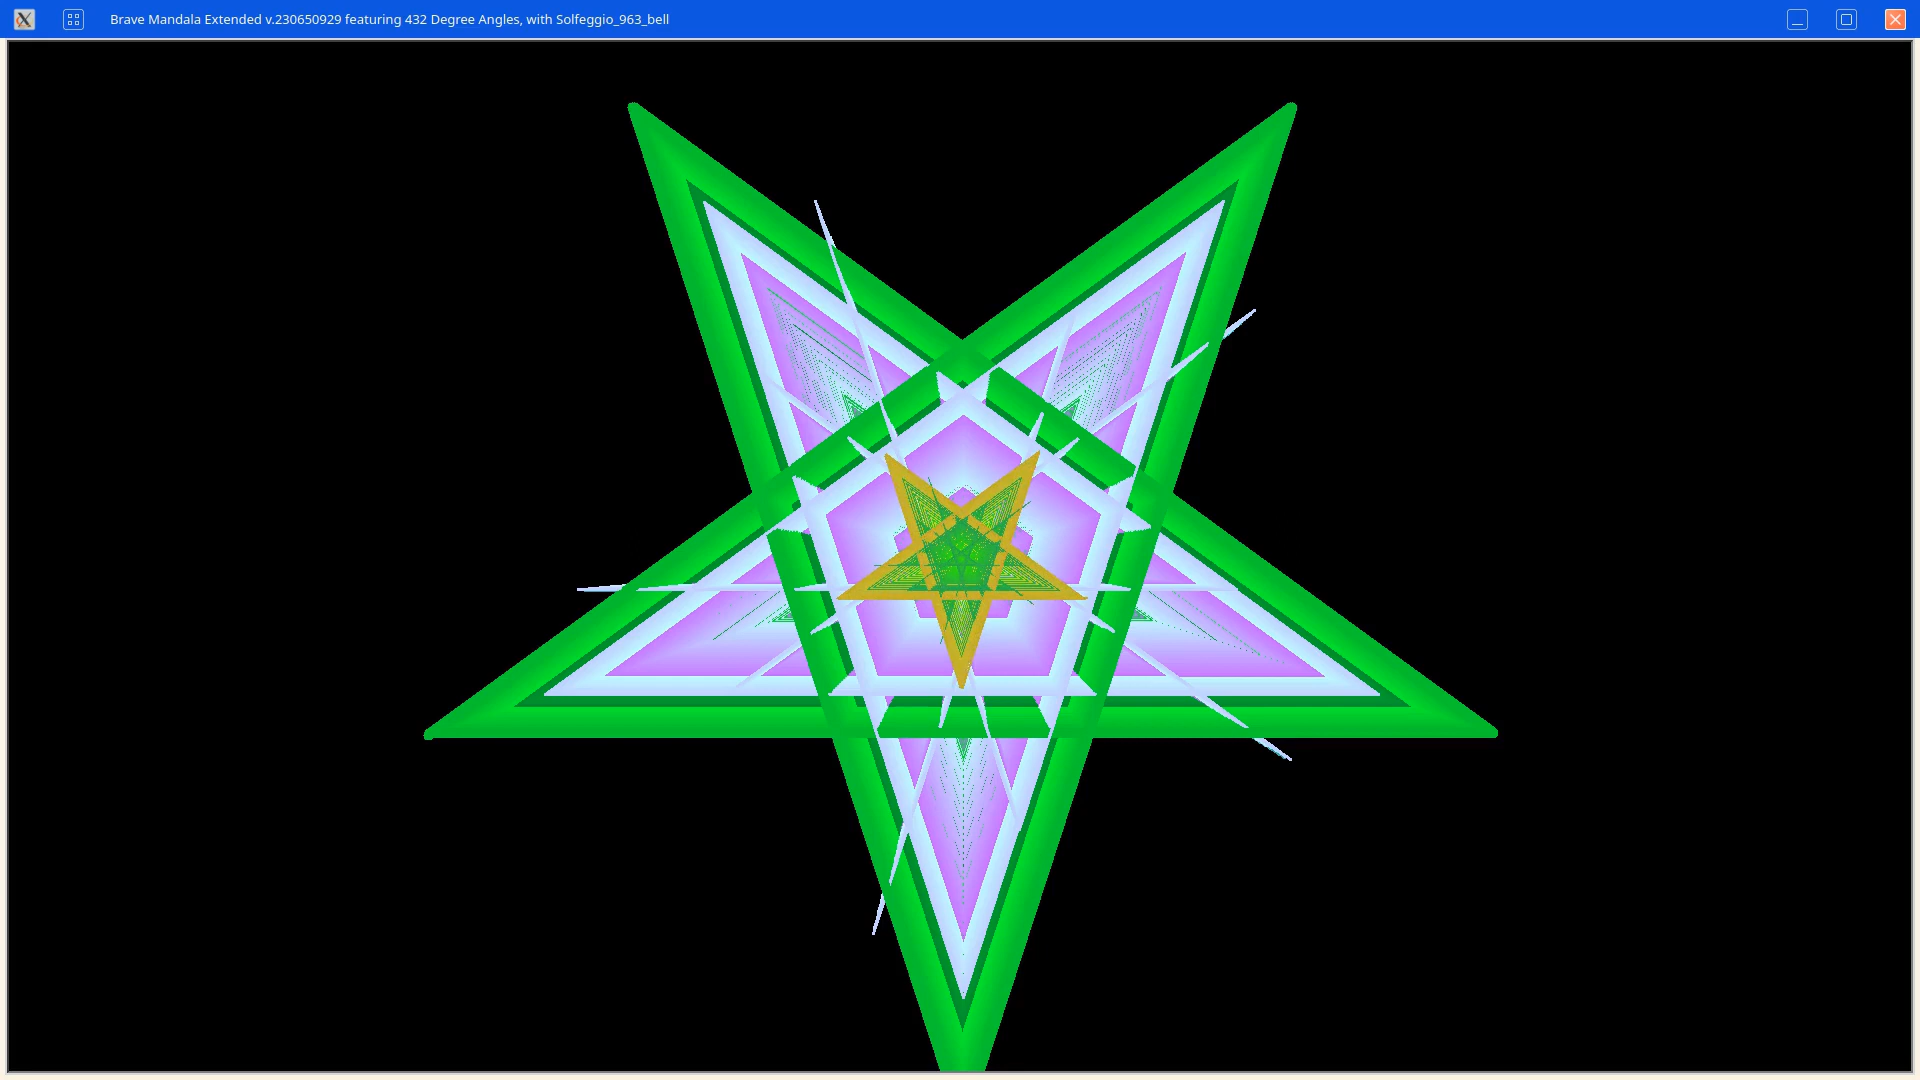 Brave Mandala Extended v.230650929 featuring 432 Degree Angles, with Solfeggio_963_bell